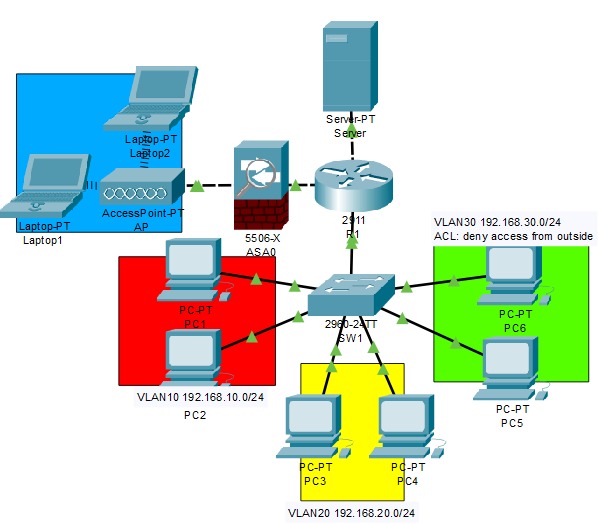 Server-PT
Server
Laptop-PT
Laptop2
Laptop-PT
Laptop1
AccessPoint-PT
AP
5506-X
ASA0
2911
R1
VLAN30 192.168.30.0/24
ACL: deny access from outside
PC-PT
PC1
2960-24TT
SW1
PC-PT
PC6
VLAN10 192.168.10.0/24
PC2
PC-PT
PC5
PC-PT
PC3
PC-PT
PC4
VLAN20 192.168.20.0/24